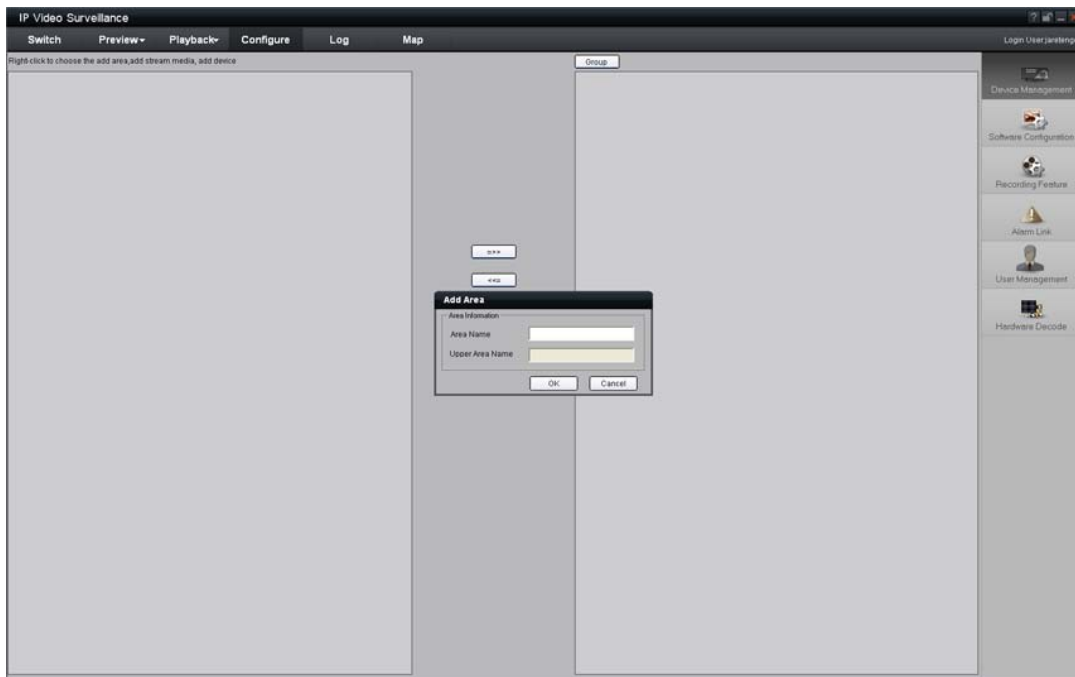 IP Video Surveillance
Switch Preview Playback Configure Log Map
Right-click to choose the add area,add stream media, add device
Group
=>>
<<=
Add Area
Area Information
Area Name
Upper Area Name
OK Cancel
Device Management
Software Configuration
Recording Feature
Alarm Link
User Management
Hardware Decode